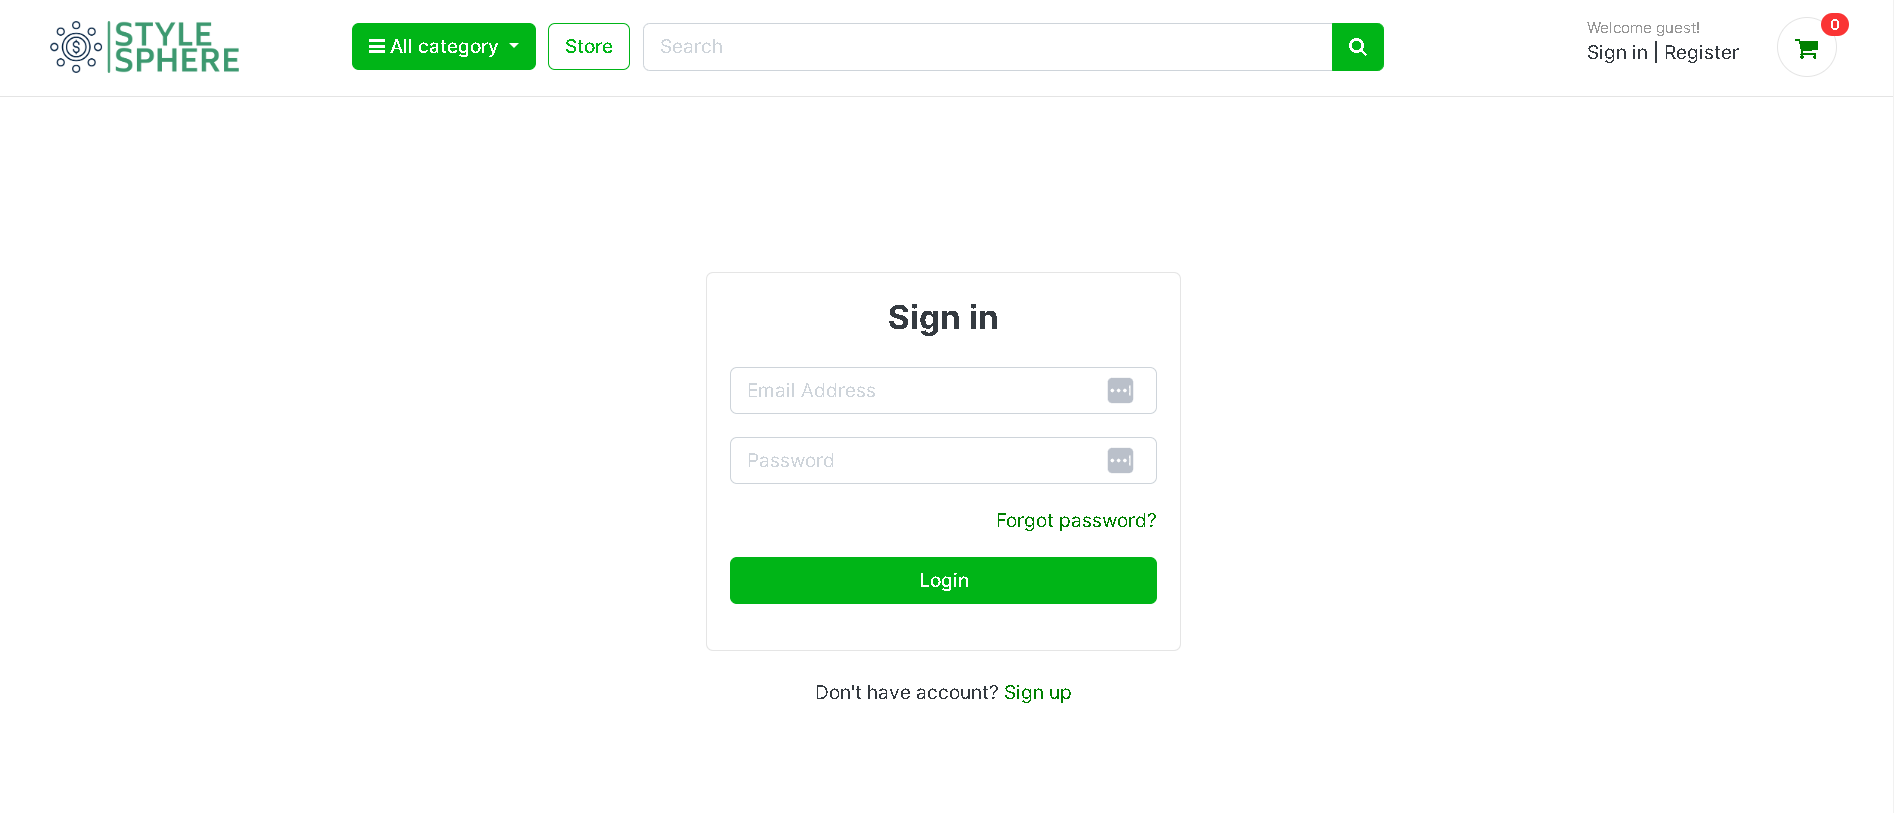 STYLE
SPHERE
All category
Store
Search
Welcome guest!
Sign in | Register
0
Sign in
Email Address
Password
Forgot password?
Login
Don't have account? Sign up